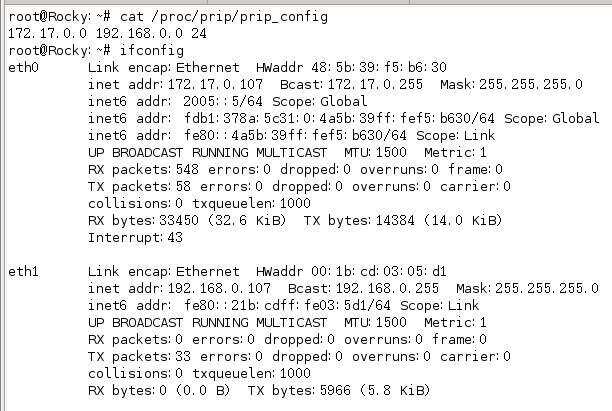 root@Rocky:~# cat /proc/prip/prip_config
172.17.0.0 192.168.0.0 24
root@Rocky:~# ifconfig
eth0 Link encap:Ethernet HWaddr 48:5b:39:f5:b6:30
inet addr:172.17.0.107 Bcast:172.17.0.255 Mask:255.255.255.0
inet6 addr: 2005::5/64 Scope:Global
inet6 addr: fdb1:378a:5c31:0:4a5b:39ff:fef5:b630/64 Scope:Global
inet6 addr: fe80::4a5b:39ff:fef5:b630/64 Scope:Link
UP BROADCAST RUNNING MULTICAST MTU:1500 Metric:1
RX packets:548 errors:0 dropped:0 overruns:0 frame:0
TX packets:58 errors:0 dropped:0 overruns:0 carrier:0
collisions:0 txqueuelen:1000
RX bytes:33450 (32.6 KiB) TX bytes:14384 (14.0 KiB)
Interrupt:43
eth1 Link encap:Ethernet HWaddr 00:1b:cd:03:05:d1
inet addr:192.168.0.107 Bcast:192.168.0.255 Mask:255.255.255.0
inet6 addr: fe80::21b:cdff:fe03:5d1/64 Scope:Link
UP BROADCAST RUNNING MULTICAST MTU:1500 Metric:1
RX packets:0 errors:0 dropped:0 overruns:0 frame:0
TX packets:33 errors:0 dropped:0 overruns:0 carrier:0
collisions:0 txqueuelen:1000
RX bytes:0 (0.0 B) TX bytes:5966 (5.8 KiB)